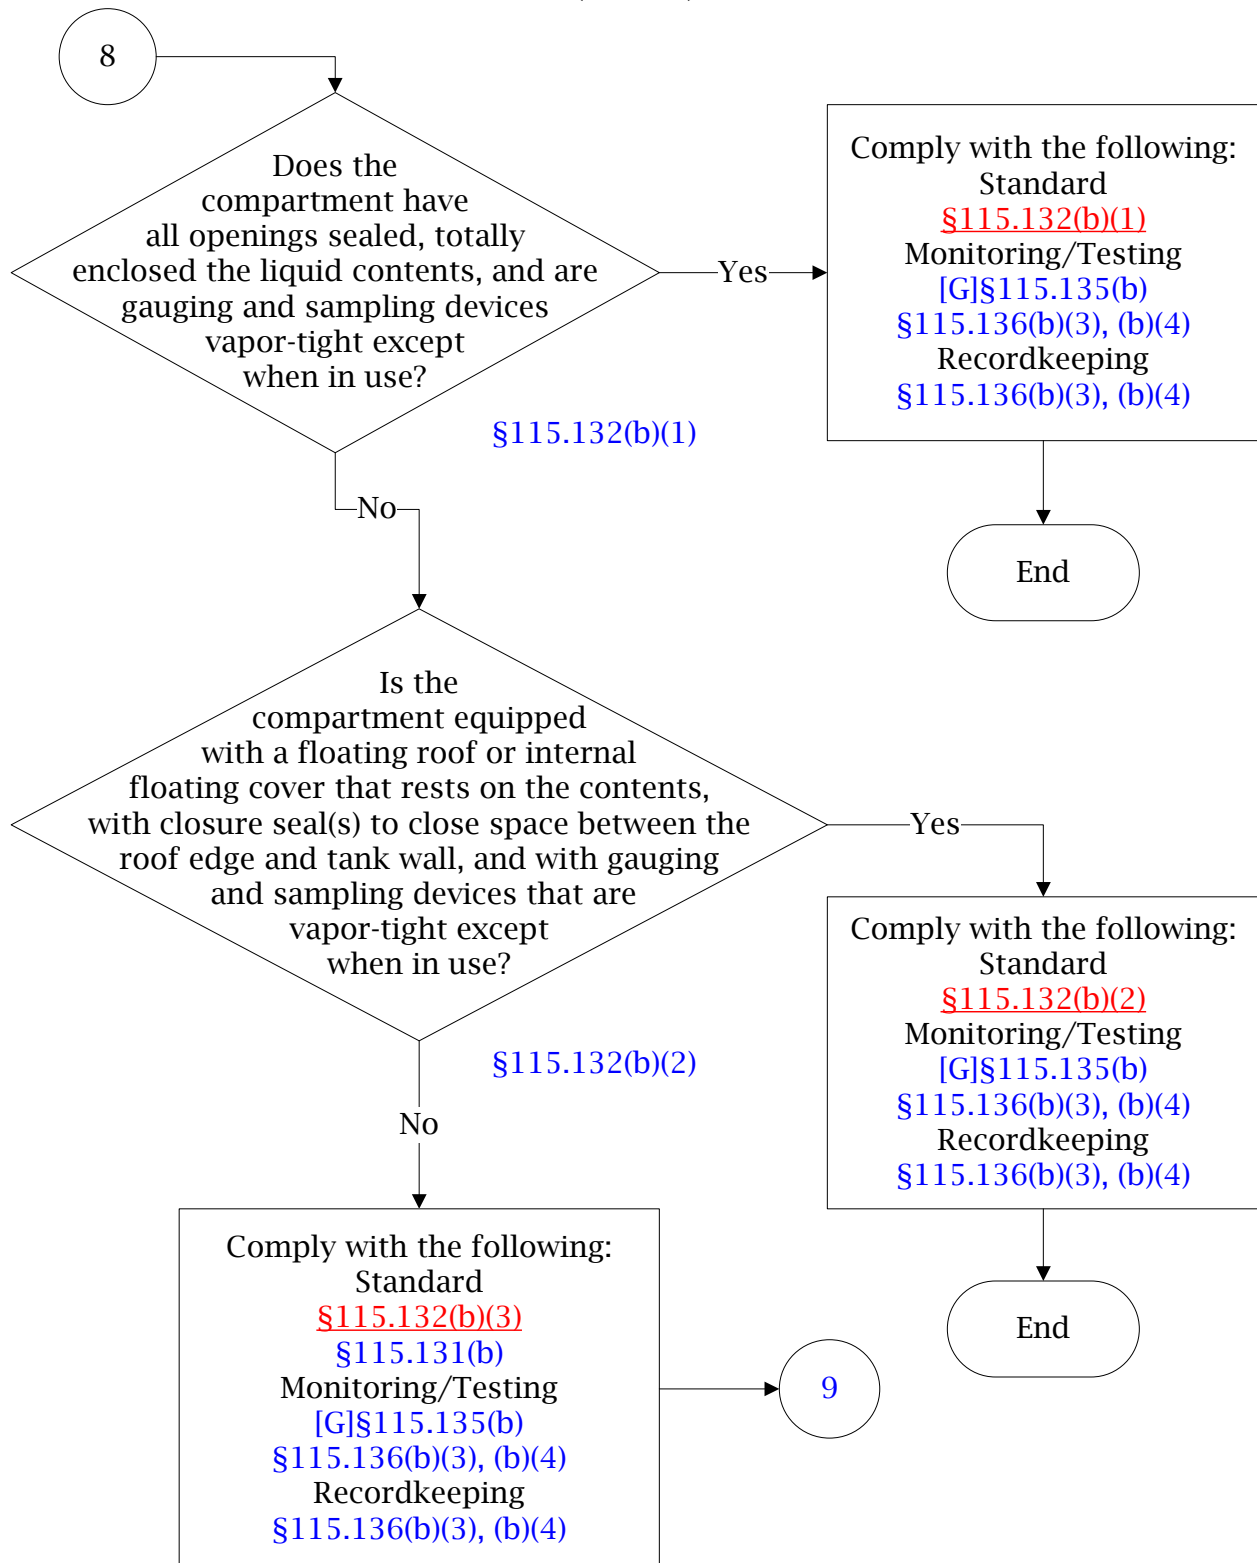 8
Does the
compartment have
all openings sealed, totally
enclosed the liquid contents, and are
gauging and sampling devices
vapor-tight except
when in use?
§115.132(b)(1)
Yes
Comply with the following:
Standard
§115.132(b)(1)
Monitoring/Testing
[G]§115.135(b)
§115.136(b)(3), (b)(4)
Recordkeeping
§115.136(b)(3), (b)(4)
End
No
Is the
compartment equipped
with a floating roof or internal
floating cover that rests on the contents,
with closure seal(s) to close space between the
roof edge and tank wall, and with gauging
and sampling devices that are
vapor-tight except
when in use?
§115.132(b)(2)
Yes
Comply with the following:
Standard
§115.132(b)(2)
Monitoring/Testing
[G]§115.135(b)
§115.136(b)(3), (b)(4)
Recordkeeping
§115.136(b)(3), (b)(4)
End
No
Comply with the following:
Standard
§115.132(b)(3)
§115.131(b)
Monitoring/Testing
[G]§115.135(b)
§115.136(b)(3), (b)(4)
Recordkeeping
§115.136(b)(3), (b)(4)
9